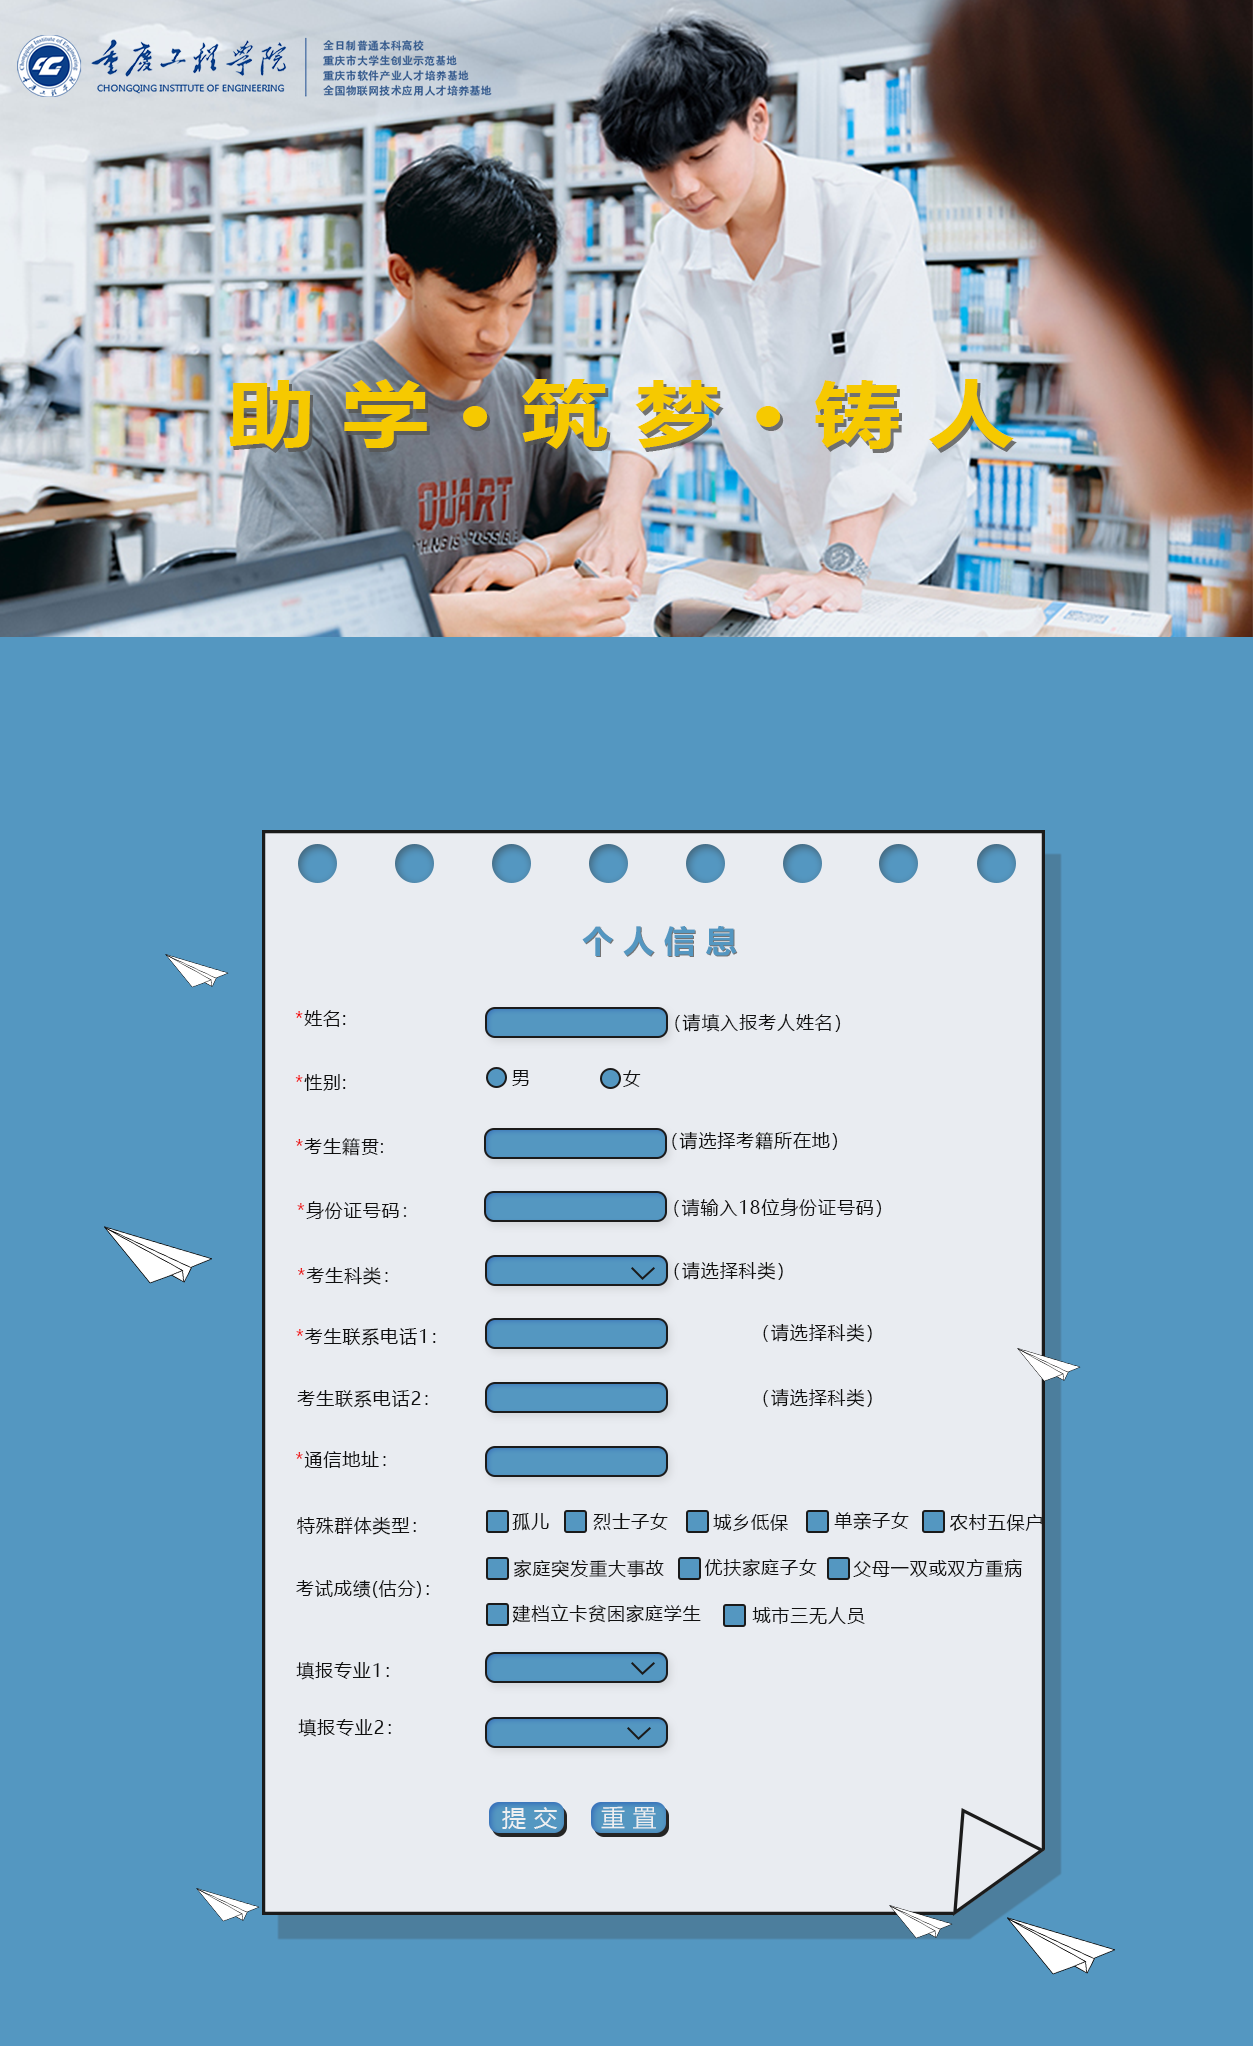 重庆工程学院
CHONGQING INSTITUTE OF ENGINEERING
全日制普通本科高校
重庆市大学生创业示范基地
重庆市软件产业人才培养基地
全国物联网技术应用人才培养基地
助学·筑梦·铸人
QUART
个人信息
*姓名: (请填入报考人姓名)
*性别: 男 女
*考生籍贯: (请选择考籍所在地)
*身份证号码: (请输入18位身份证号码)
*考生科类: (请选择科类)
*考生联系电话1: (请选择科类)
考生联系电话2: (请选择科类)
*通信地址:
特殊群体类型: 孤儿 烈士子女 城乡低保 单亲子女 农村五保户
家庭突发重大事故 优扶家庭子女 父母一双或双方重病
考试成绩(估分):
建档立卡贫困家庭学生 城市三无人员
填报专业1:
填报专业2:
提交 重置